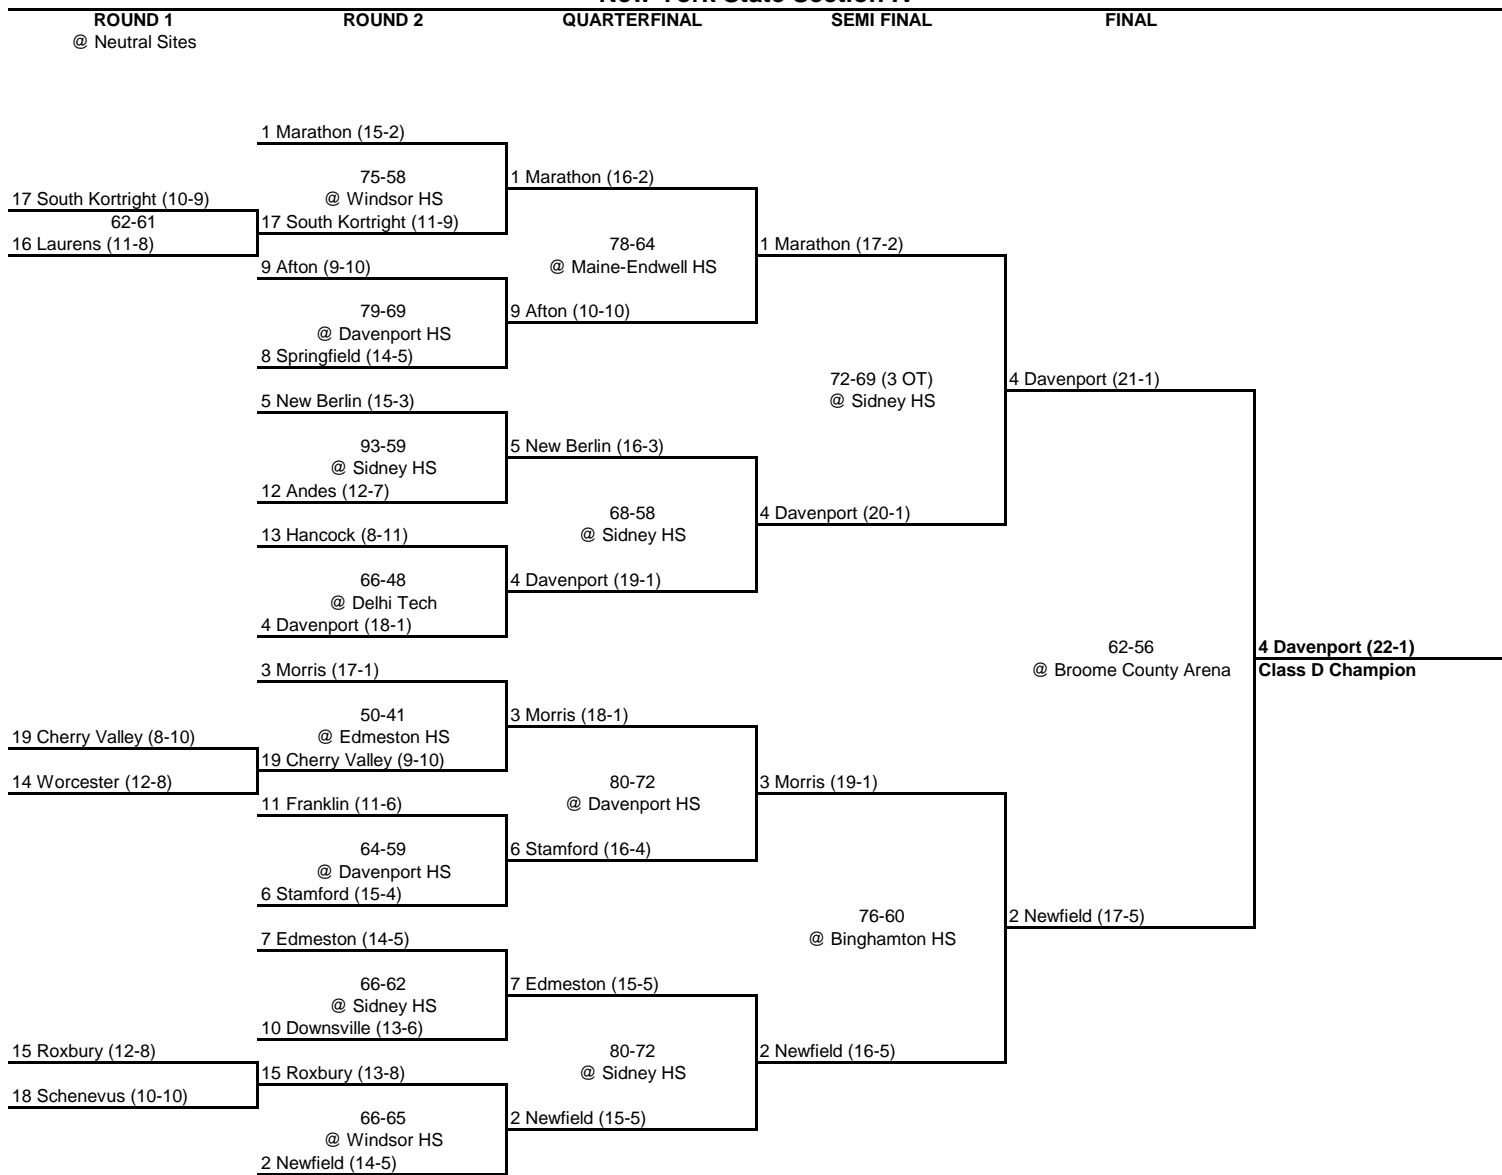 ROUND 1 ROUND 2 QUARTERFINAL SEMI FINAL FINAL
@ Neutral Sites
1 Marathon (15-2)
75-58
@ Windsor HS
1 Marathon (16-2)
17 South Kortright (10-9)
62-61
17 South Kortright (11-9)
16 Laurens (11-8)
78-64
@ Maine-Endwell HS
1 Marathon (17-2)
9 Afton (9-10)
79-69
@ Davenport HS
9 Afton (10-10)
8 Springfield (14-5)
72-69 (3 OT)
@ Sidney HS
4 Davenport (21-1)
5 New Berlin (15-3)
93-59
@ Sidney HS
5 New Berlin (16-3)
12 Andes (12-7)
68-58
@ Sidney HS
4 Davenport (20-1)
13 Hancock (8-11)
66-48
@ Delhi Tech
4 Davenport (19-1)
4 Davenport (18-1)
62-56
@ Broome County Arena
4 Davenport (22-1)
Class D Champion
3 Morris (17-1)
50-41
@ Edmeston HS
3 Morris (18-1)
19 Cherry Valley (8-10)
19 Cherry Valley (9-10)
14 Worcester (12-8)
80-72
@ Davenport HS
3 Morris (19-1)
11 Franklin (11-6)
64-59
@ Davenport HS
6 Stamford (16-4)
6 Stamford (15-4)
76-60
@ Binghamton HS
2 Newfield (17-5)
7 Edmeston (14-5)
66-62
@ Sidney HS
7 Edmeston (15-5)
10 Downsville (13-6)
80-72
@ Sidney HS
2 Newfield (16-5)
15 Roxbury (12-8)
15 Roxbury (13-8)
18 Schenevus (10-10)
66-65
@ Windsor HS
2 Newfield (15-5)
2 Newfield (14-5)